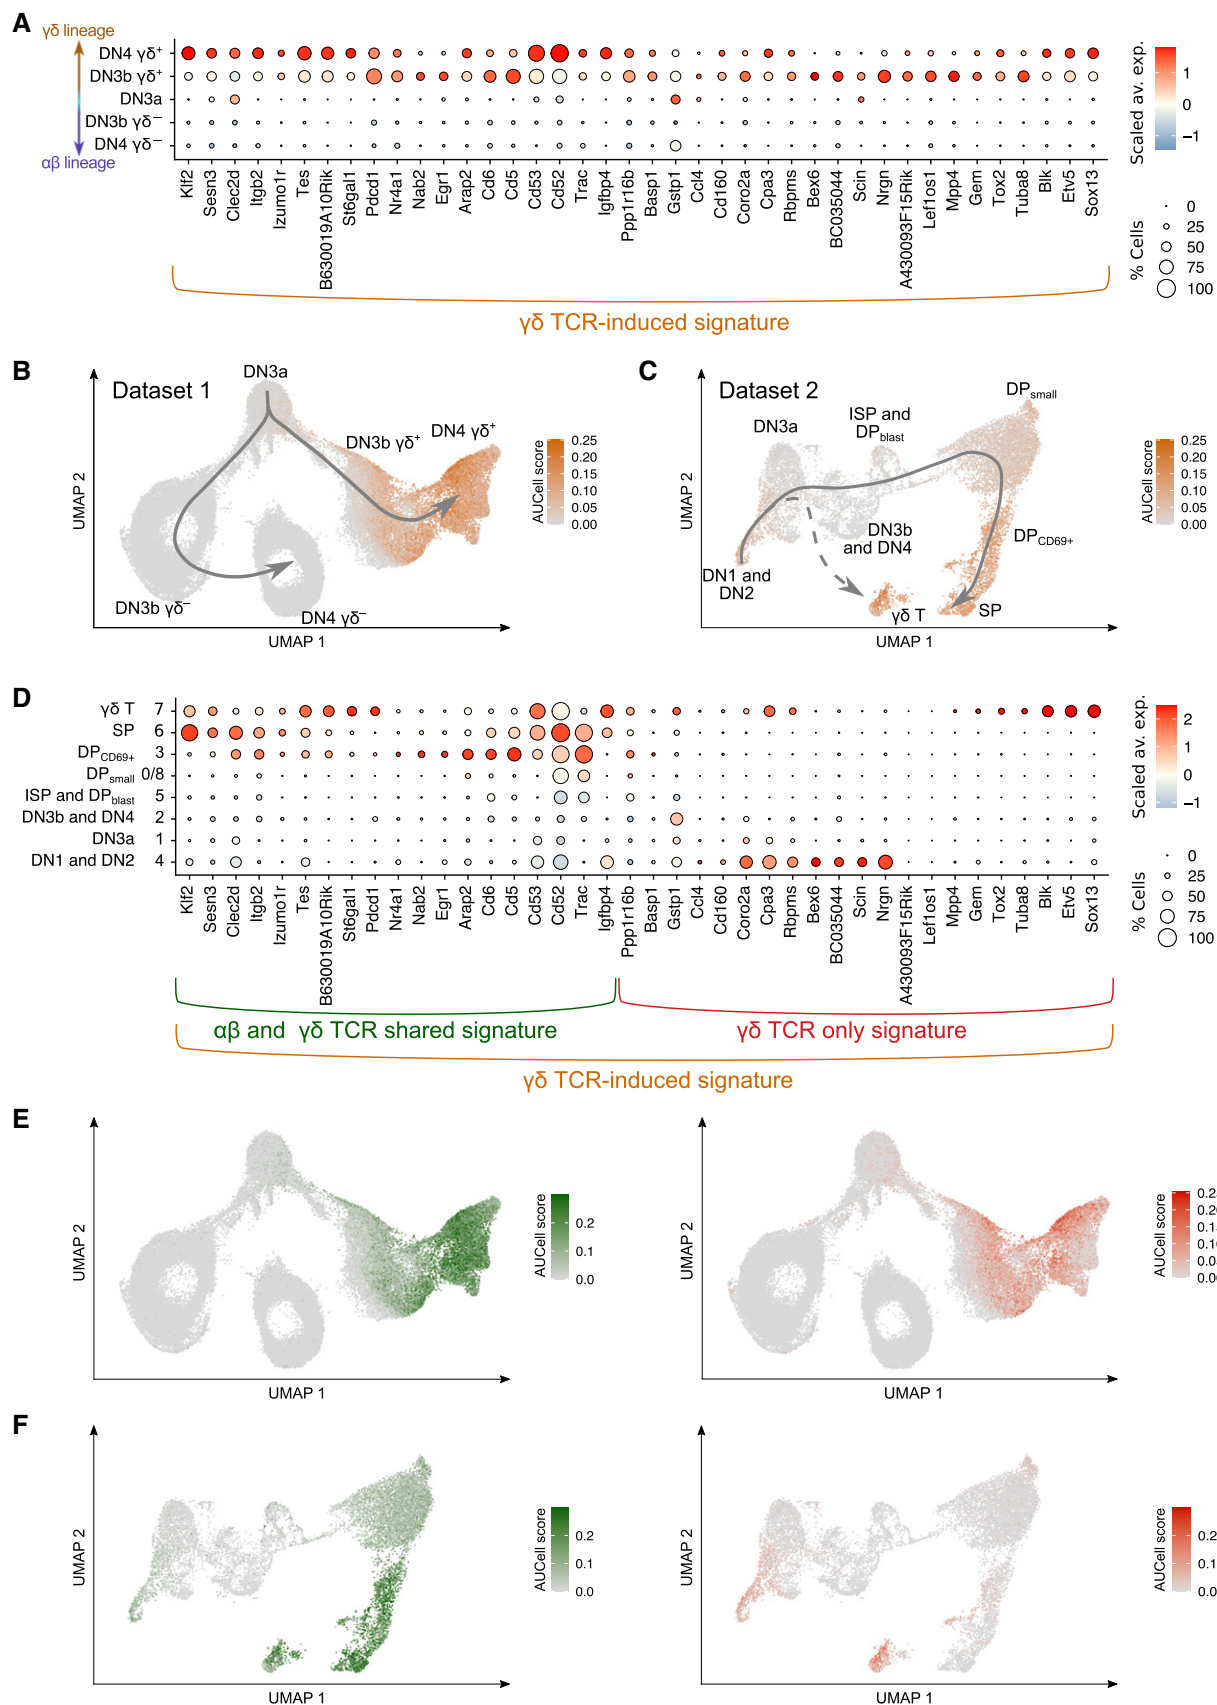 A
γδ lineage
αβ lineage
DN4 γδ⁺
DN3b γδ⁺
DN3a
DN3b γδ⁻
DN4 γδ⁻
Klf2 Sesn3 Clec2d Itgb2 Izumo1r Tes B630019A10Rik St6gal1 Pdcd1 Nr4a1 Nab2 Egr1 Arap2 Cd6 Cd5 Cd53 Cd52 Trac Igfbp4 Ppp1r16b Basp1 Gstp1 Ccl4 Cd160 Coro2a Cpa3 Rbpms Bex6 BC035044 Scin Nrgn A430093F15Rik Lef1os1 Mpp4 Gem Tox2 Tuba8 Blk Etv5 Sox13
Scaled av. exp.
1
0
−1
% Cells
0
25
50
75
100
γδ TCR-induced signature
B
Dataset 1
DN3a
DN3b γδ⁺
DN4 γδ⁺
DN3b γδ⁻
DN4 γδ⁻
UMAP 2
UMAP 1
AUCell score
0.25
0.20
0.15
0.10
0.05
0.00
C
Dataset 2
DN3a
ISP and
DPblast
DPsmall
DN3b
and DN4
DPCD69+
DN1 and
DN2
γδ T
SP
UMAP 2
UMAP 1
AUCell score
0.25
0.20
0.15
0.10
0.05
0.00
D
γδ T 7
SP 6
DPCD69+ 3
DPsmall 0/8
ISP and DPblast 5
DN3b and DN4 2
DN3a 1
DN1 and DN2 4
Klf2 Sesn3 Clec2d Itgb2 Izumo1r Tes B630019A10Rik St6gal1 Pdcd1 Nr4a1 Nab2 Egr1 Arap2 Cd6 Cd5 Cd53 Cd52 Trac Igfbp4 Ppp1r16b Basp1 Gstp1 Ccl4 Cd160 Coro2a Cpa3 Rbpms Bex6 BC035044 Scin Nrgn A430093F15Rik Lef1os1 Mpp4 Gem Tox2 Tuba8 Blk Etv5 Sox13
Scaled av. exp.
2
1
0
−1
% Cells
0
25
50
75
100
αβ and γδ TCR shared signature
γδ TCR only signature
γδ TCR-induced signature
E
UMAP 2
UMAP 1
AUCell score
0.2
0.1
0.0
UMAP 2
UMAP 1
AUCell score
0.2
0.2
0.1
0.1
0.0
0.0
F
UMAP 2
UMAP 1
AUCell score
0.2
0.1
0.0
UMAP 2
UMAP 1
AUCell score
0.2
0.1
0.0